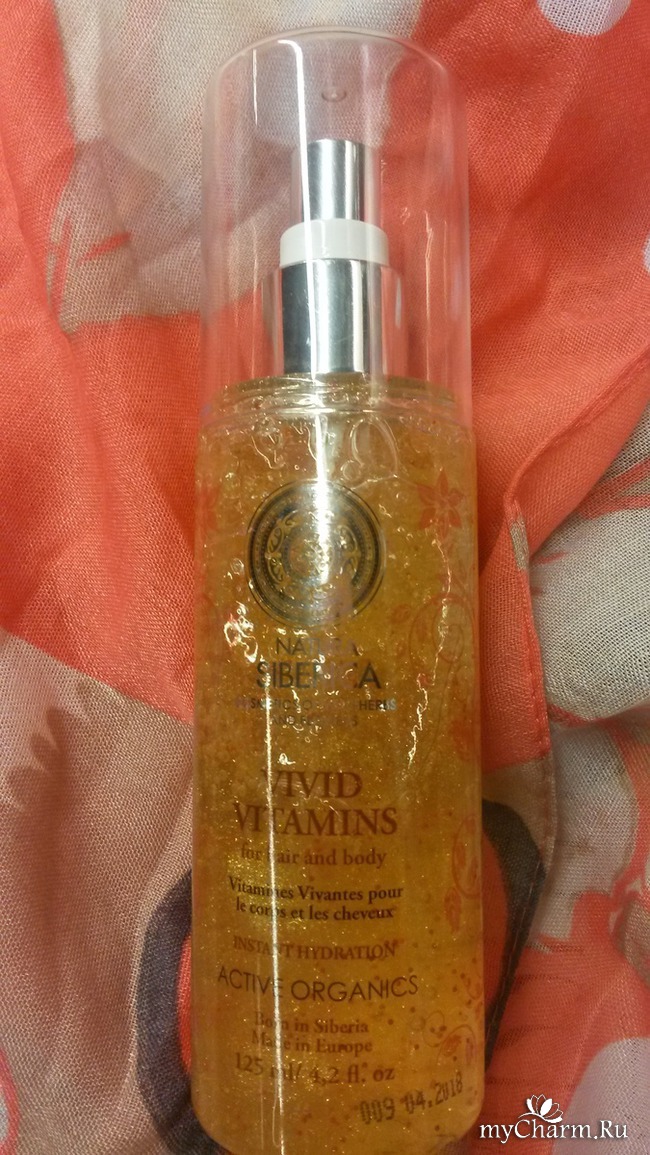 NATURA
SIBERICA
HERBS
VIVID
VITAMINS
for hair and body
Vitamines Vivantes pour
le corps et les cheveux
INSTANT HYDRATION
ACTIVE ORGANICS
Born in Siberia
Made in Europe
125 ml/ 4,2 fl. oz
009 04.2018
myCharm.Ru